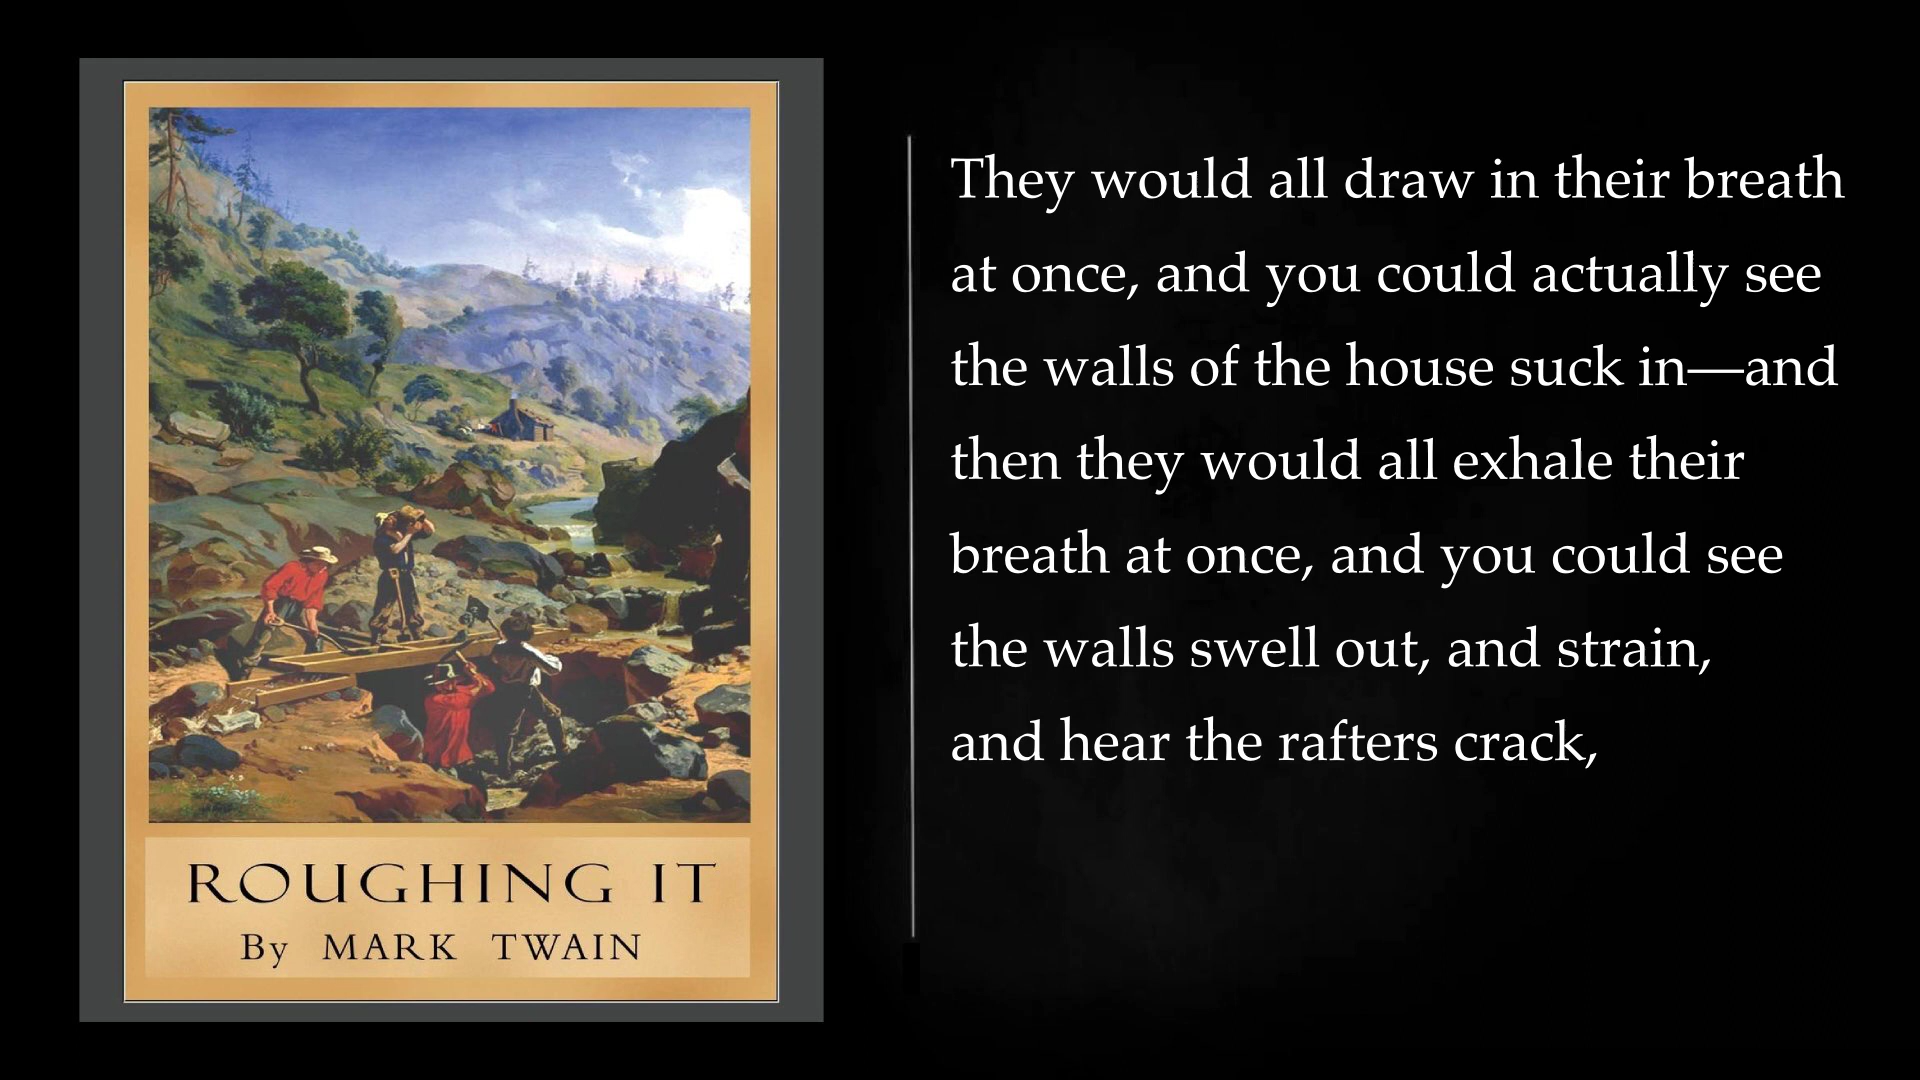 They would all draw in their breath
at once, and you could actually see
the walls of the house suck in—and
then they would all exhale their
breath at once, and you could see
the walls swell out, and strain,
and hear the rafters crack,
ROUGHING IT
By MARK TWAIN